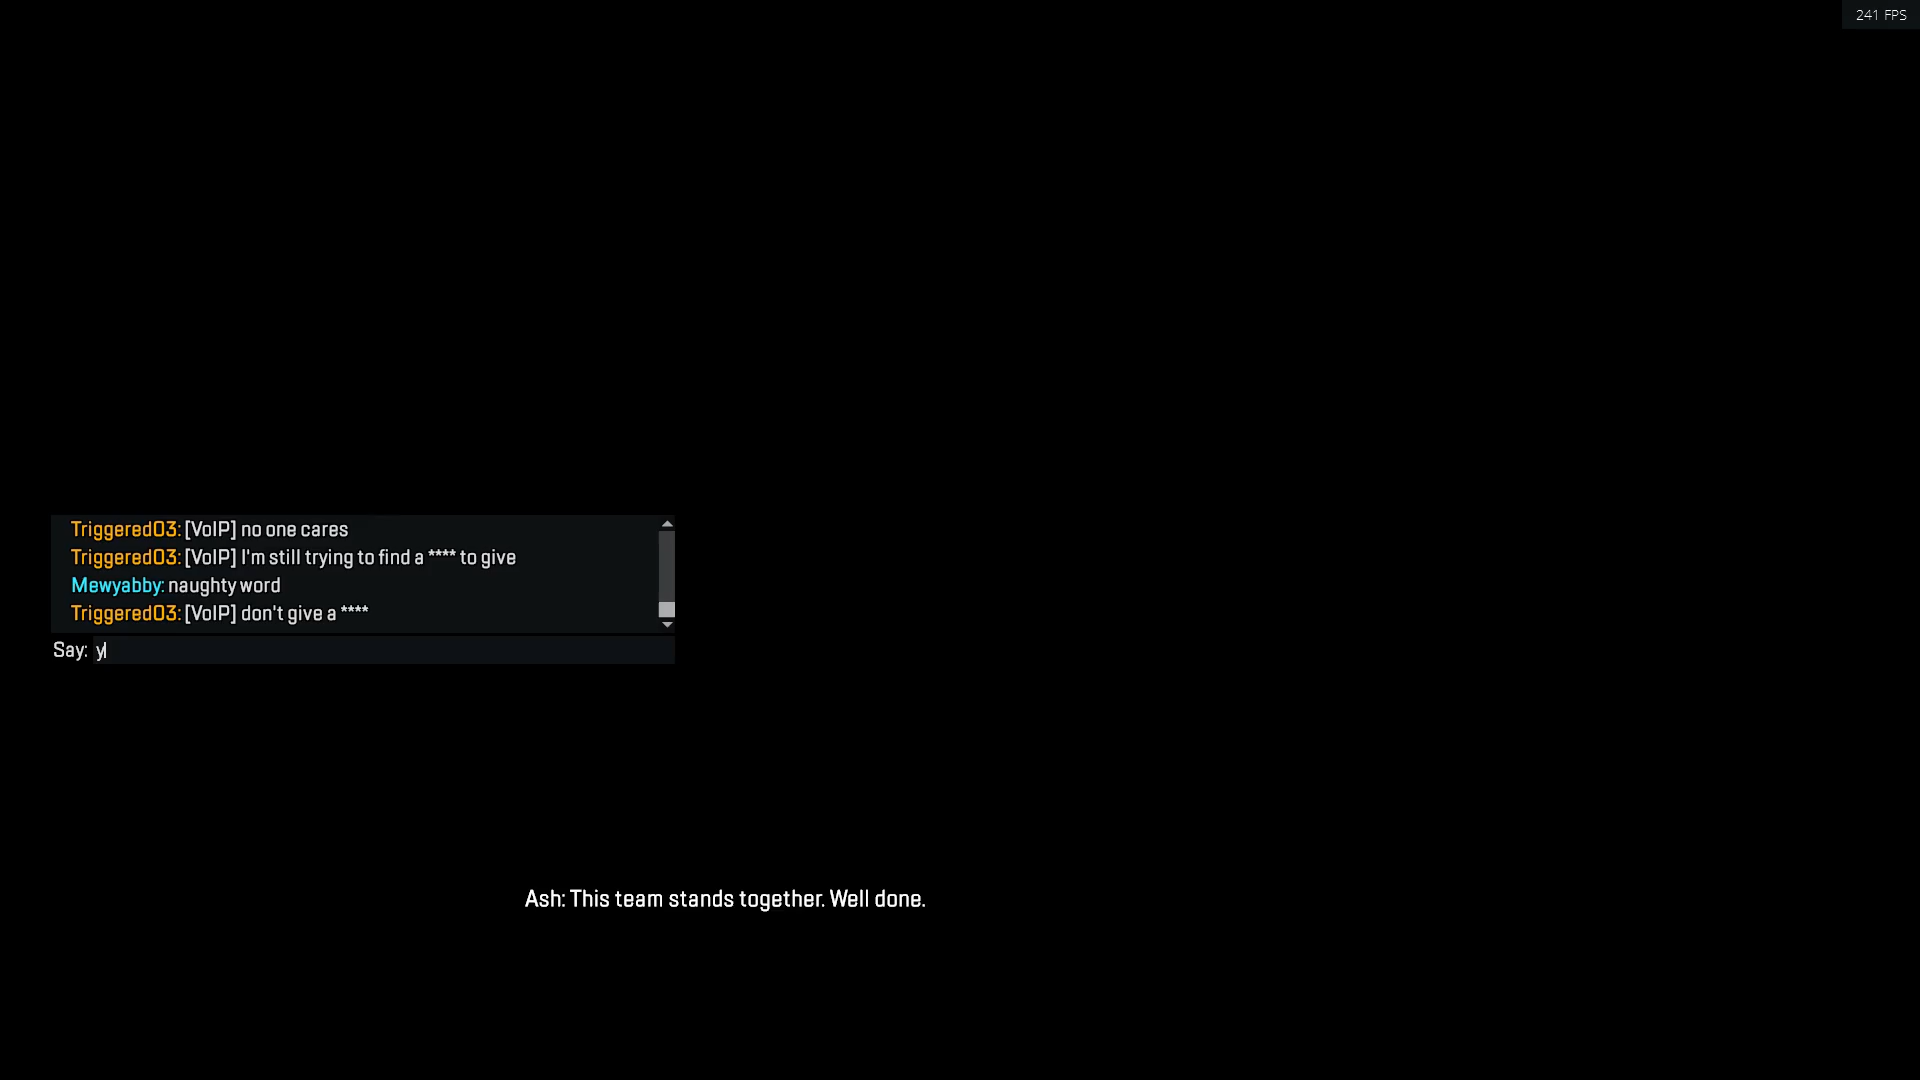 241 FPS
Triggered03: [VoIP] no one cares
Triggered03: [VoIP] I'm still trying to find a **** to give
Mewyabby: naughty word
Triggered03: [VoIP] don't give a ****
Say: y
Ash: This team stands together. Well done.